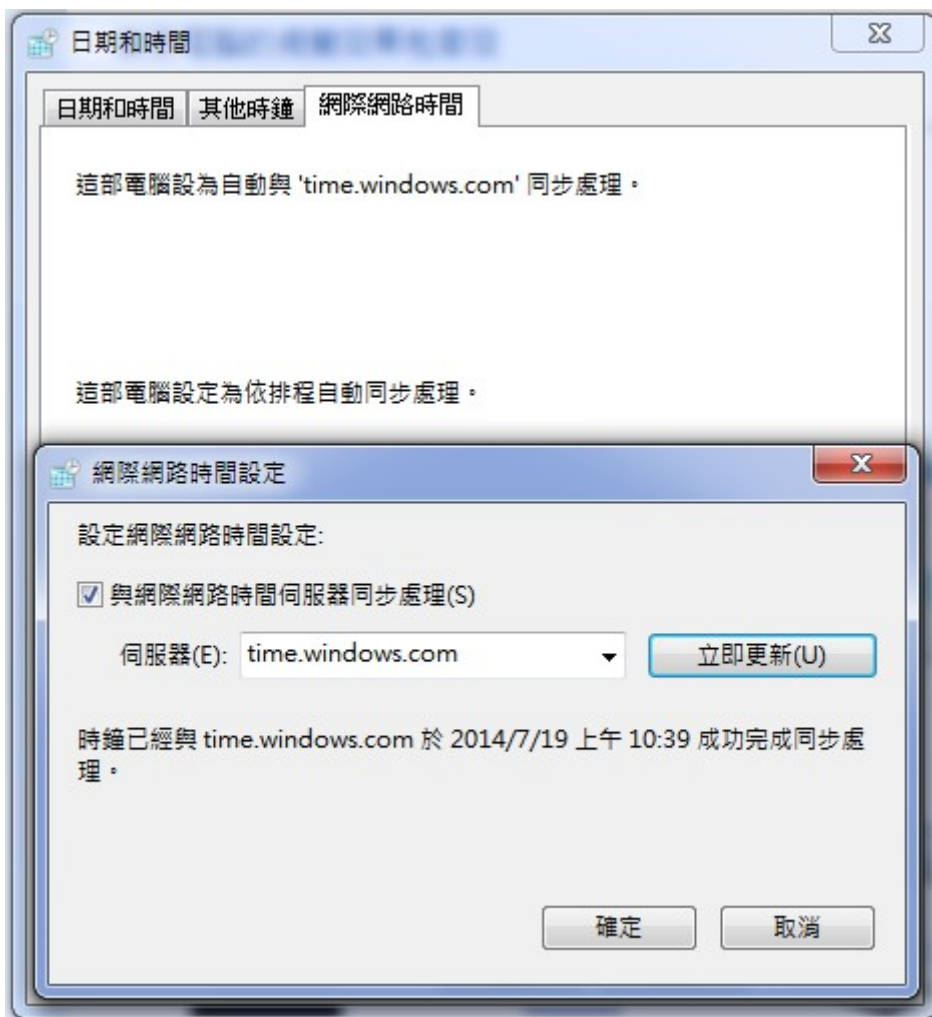 日期和時間
日期和時間 其他時鐘 網際網路時間
這部電腦設為自動與 'time.windows.com' 同步處理。
這部電腦設定為依排程自動同步處理。
網際網路時間設定
設定網際網路時間設定:
與網際網路時間伺服器同步處理(S)
伺服器(E): time.windows.com 立即更新(U)
時鐘已經與 time.windows.com 於 2014/7/19 上午 10:39 成功完成同步處
理。
確定 取消